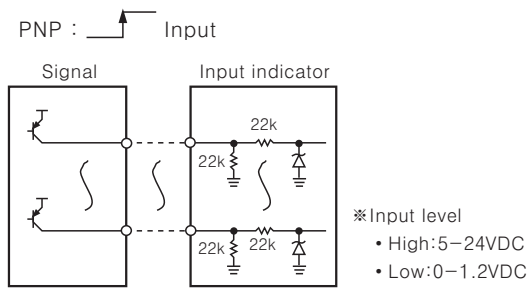 PNP : Input
Signal
Input indicator
22k
22k
22k
22k
※Input level
• High:5-24VDC
• Low:0-1.2VDC